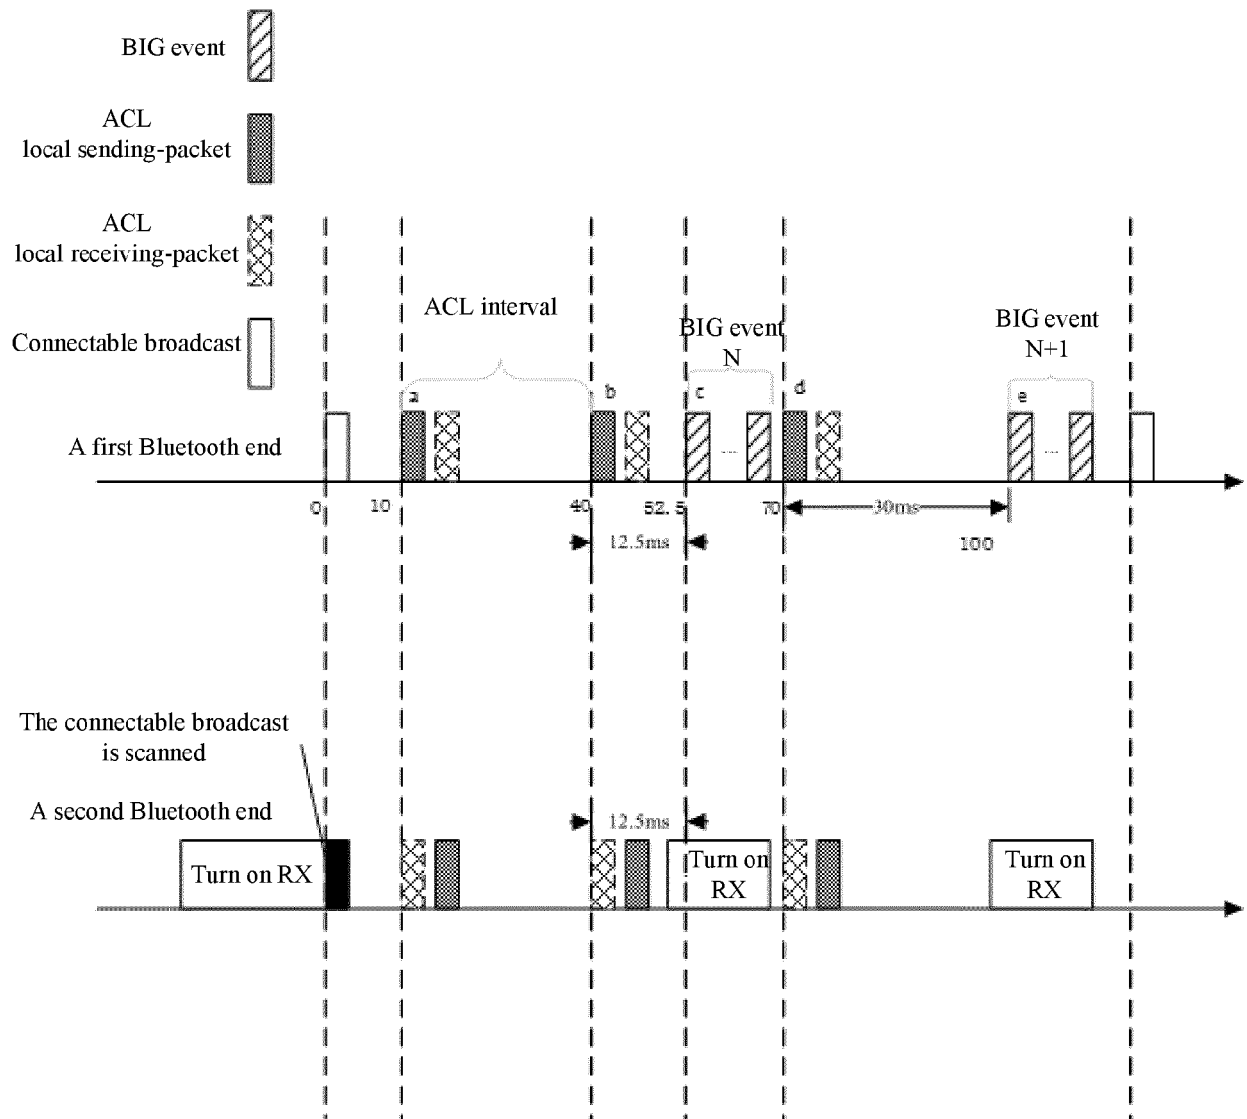 BIG event
ACL
local sending-packet
ACL
local receiving-packet
Connectable broadcast
ACL interval
BIG event
N
BIG event
N+1
a
b
c
d
e
...
...
A first Bluetooth end
0
10
40
52.5
70
30ms
12.5ms
100
The connectable broadcast
is scanned
A second Bluetooth end
12.5ms
Turn on RX
Turn on
RX
Turn on
RX